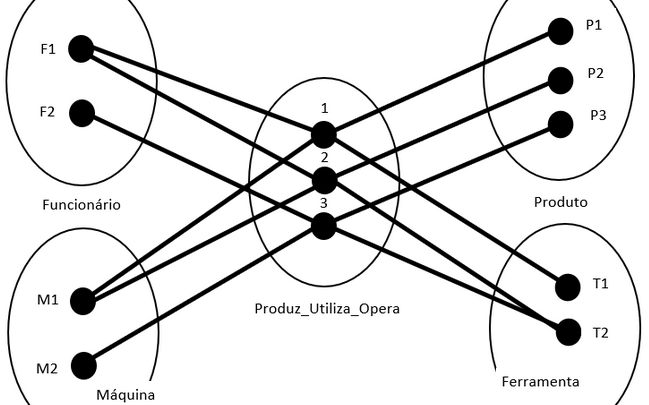 F1
F2
Funcionário
M1
M2
Máquina
1
2
3
Produz_Utiliza_Opera
P1
P2
P3
Produto
T1
T2
Ferramenta